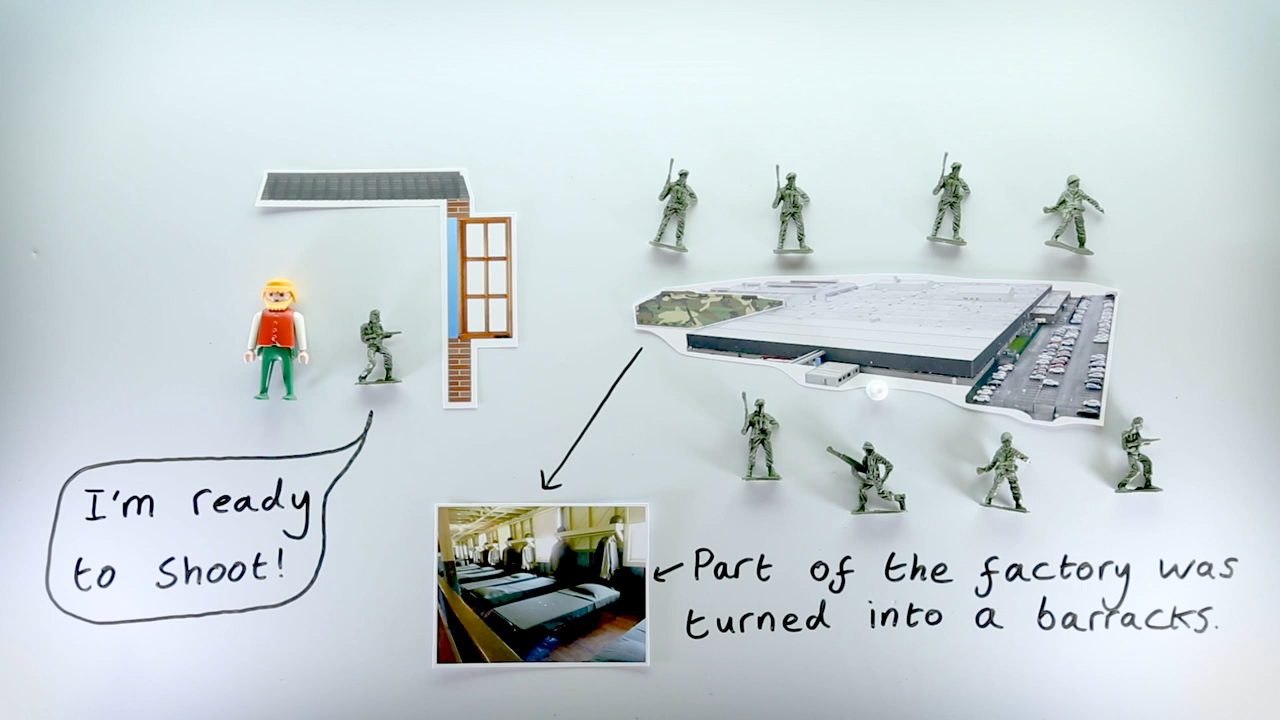 I'm ready
to shoot!
Part of the factory was
turned into a barracks.